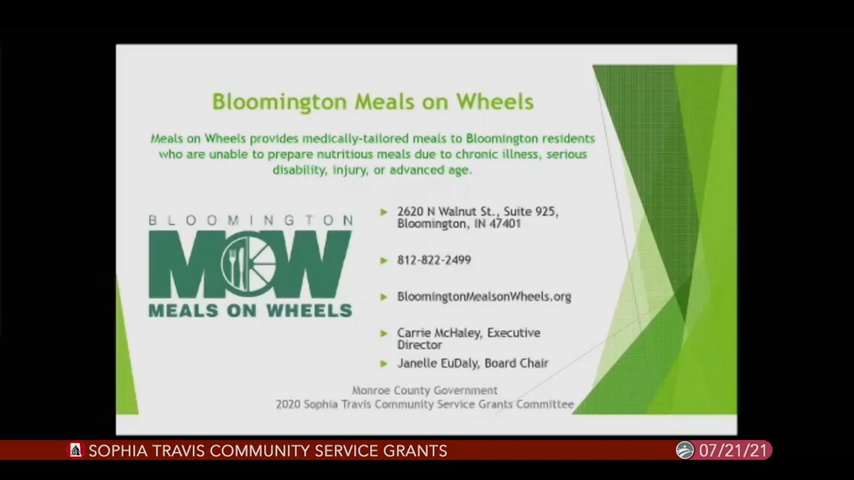 Bloomington Meals on Wheels
Meals on Wheels provides medically-tailored meals to Bloomington residents
who are unable to prepare nutritious meals due to chronic illness, serious
disability, injury, or advanced age.
BLOOMINGTON
MOW
MEALS ON WHEELS
2620 N Walnut St., Suite 925,
Bloomington, IN 47401
812-822-2499
BloomingtonMealsonWheels.org
Carrie McHaley, Executive
Director
Janelle EuDaly, Board Chair
Monroe County Government
2020 Sophia Travis Community Service Grants Committee
SOPHIA TRAVIS COMMUNITY SERVICE GRANTS
07/21/21